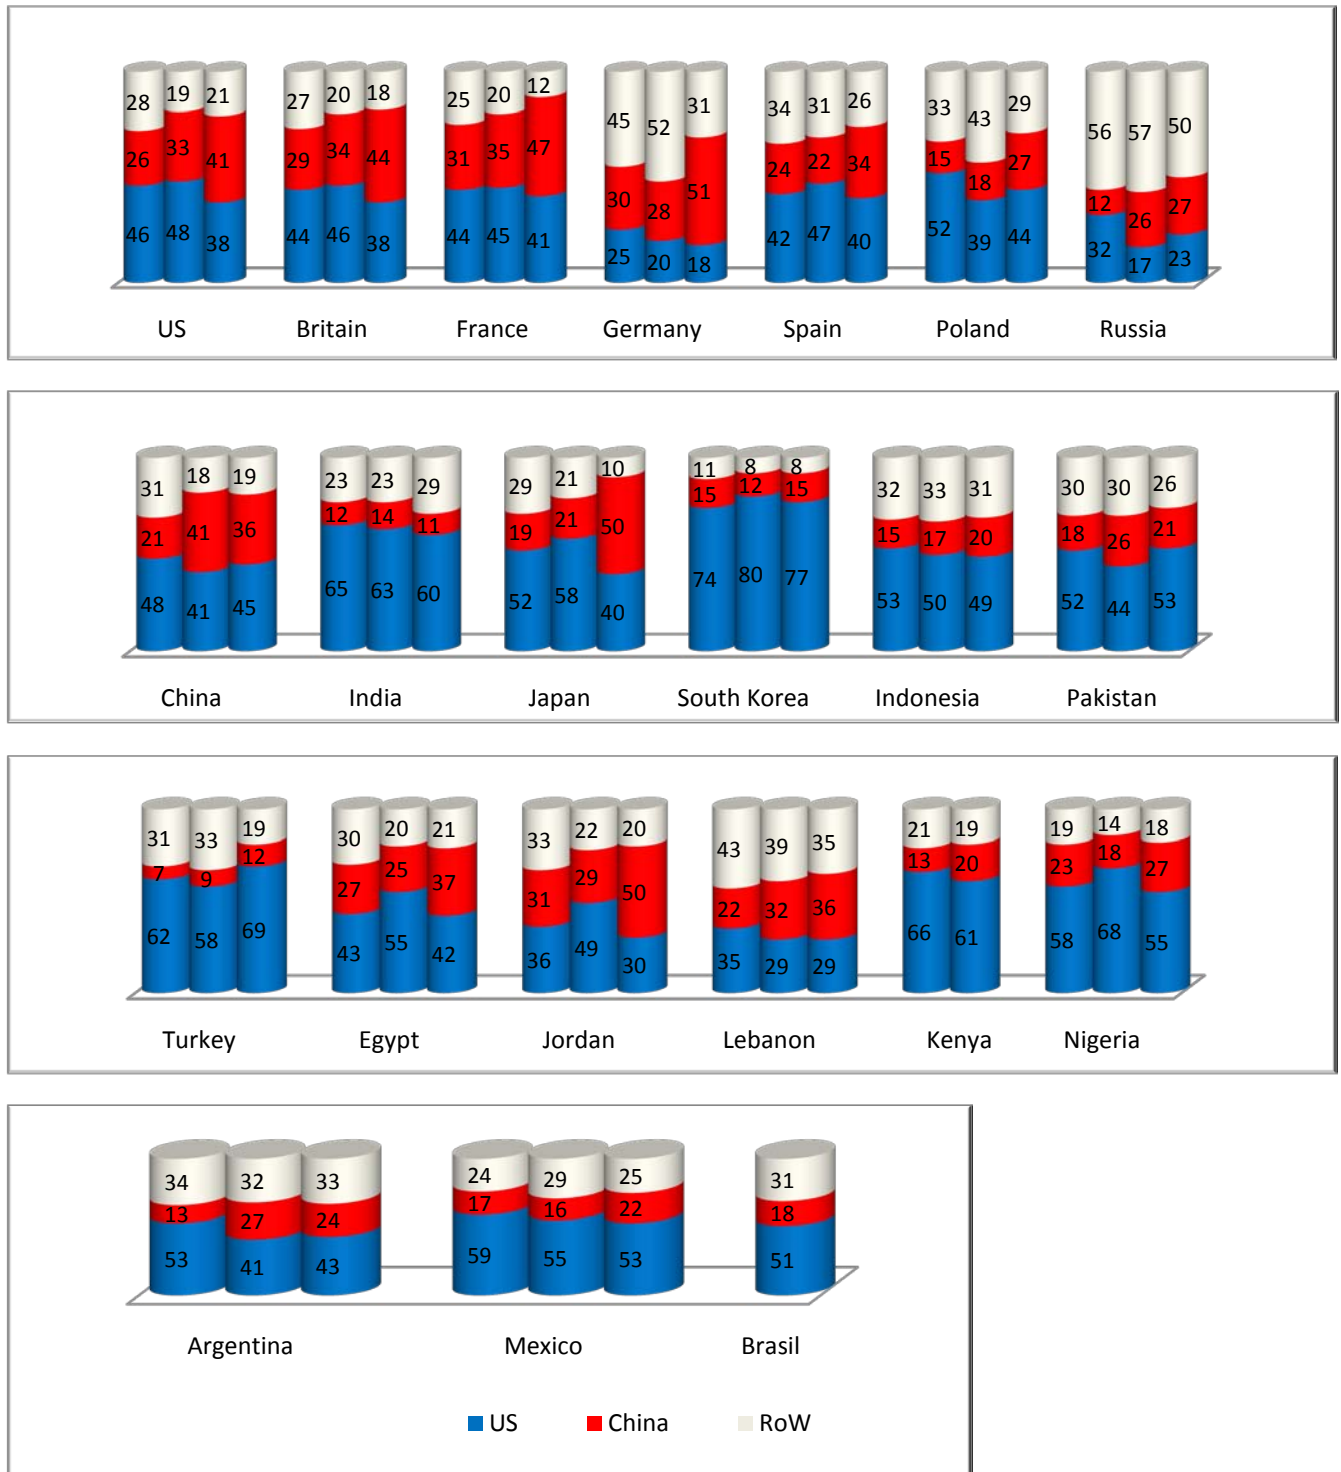 28 19 21 27 20 18 25 20 12 45 52 31 34 31 26 33 43 29 56 57 50
26 33 41 29 34 44 31 35 47 30 28 51 24 22 34 15 18 27 12 26 27
46 48 38 44 46 38 44 45 41 25 20 18 42 47 40 52 39 44 32 17 23
US Britain France Germany Spain Poland Russia
31 18 19 23 23 29 29 21 10 11 8 8 32 33 31 30 30 26
21 41 36 12 14 11 19 21 50 15 12 15 15 17 20 18 26 21
48 41 45 65 63 60 52 58 40 74 80 77 53 50 49 52 44 53
China India Japan South Korea Indonesia Pakistan
31 33 19 30 20 21 33 22 20 43 39 35 21 19 19 14 18
7 9 12 27 25 37 31 29 50 22 32 36 13 20 23 18 27
62 58 69 43 55 42 36 49 30 35 29 29 66 61 58 68 55
Turkey Egypt Jordan Lebanon Kenya Nigeria
34 32 33 24 29 25 31
13 27 24 17 16 22 18
53 41 43 59 55 53 51
Argentina Mexico Brasil
US China RoW